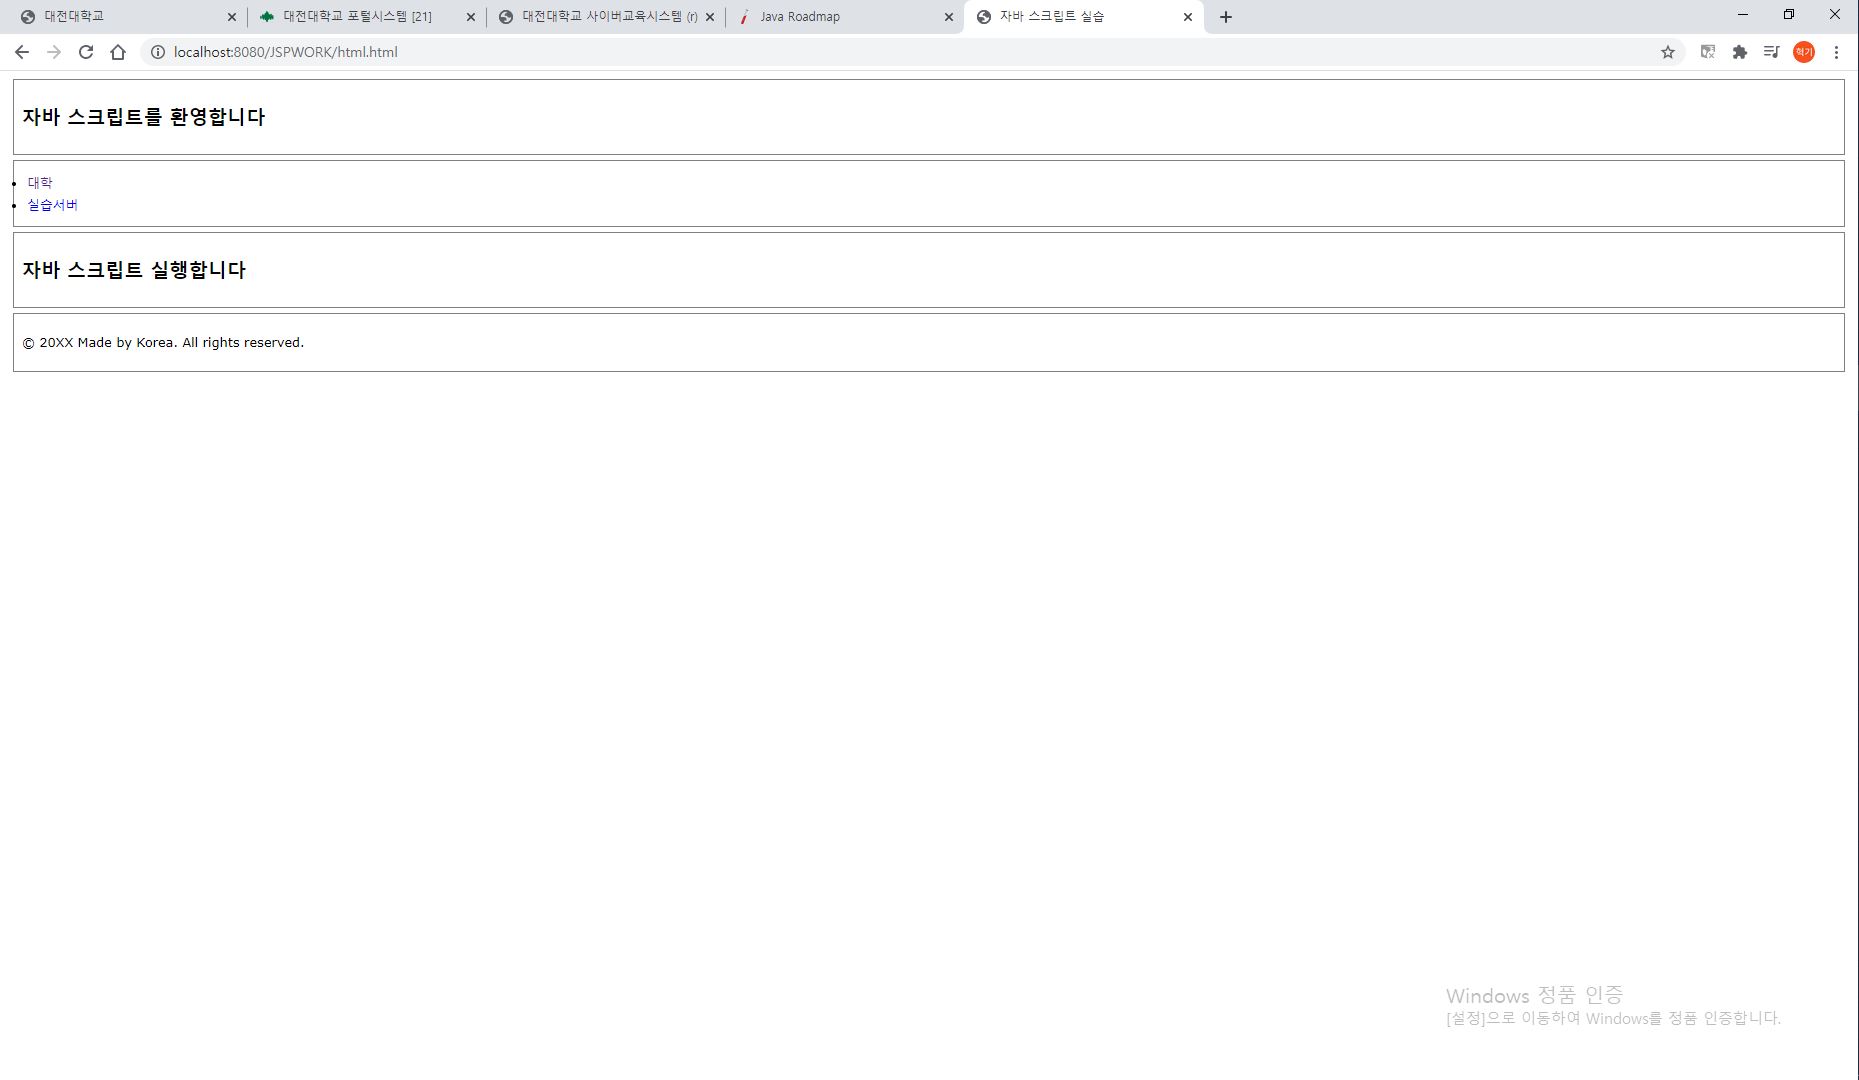 대전대학교
대전대학교 포털시스템 [21]
대전대학교 사이버교육시스템 (r)
Java Roadmap
자바 스크립트 실습
localhost:8080/JSPWORK/html.html
혁기
자바 스크립트를 환영합니다
대학
실습서버
자바 스크립트 실행합니다
© 20XX Made by Korea. All rights reserved.
Windows 정품 인증
[설정]으로 이동하여 Windows를 정품 인증합니다.